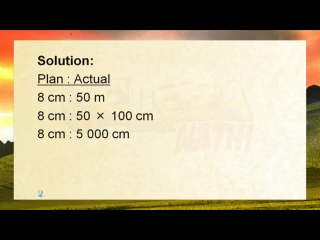 Solution:
Plan : Actual
8 cm : 50 m
8 cm : 50 × 100 cm
8 cm : 5 000 cm